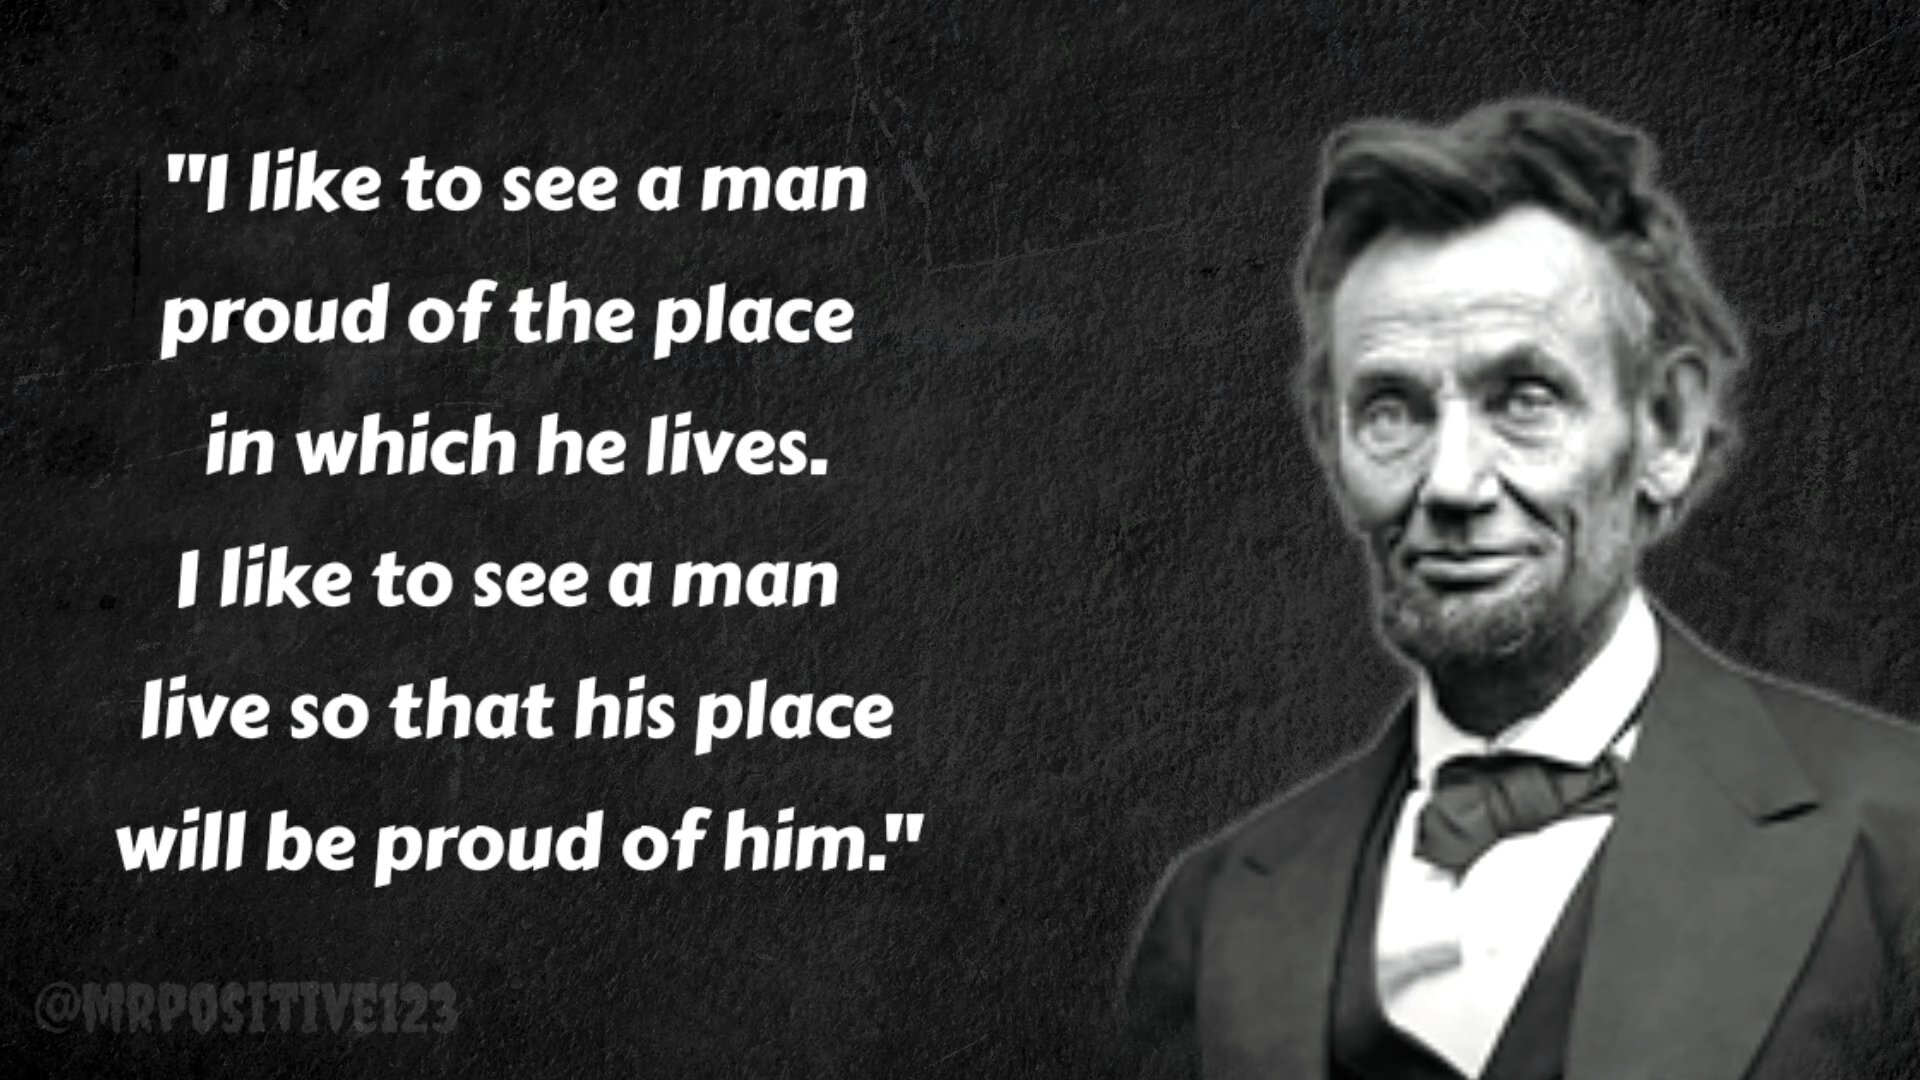 "I like to see a man
proud of the place
in which he lives.
I like to see a man
live so that his place
will be proud of him."
@MRPOSITIVE123